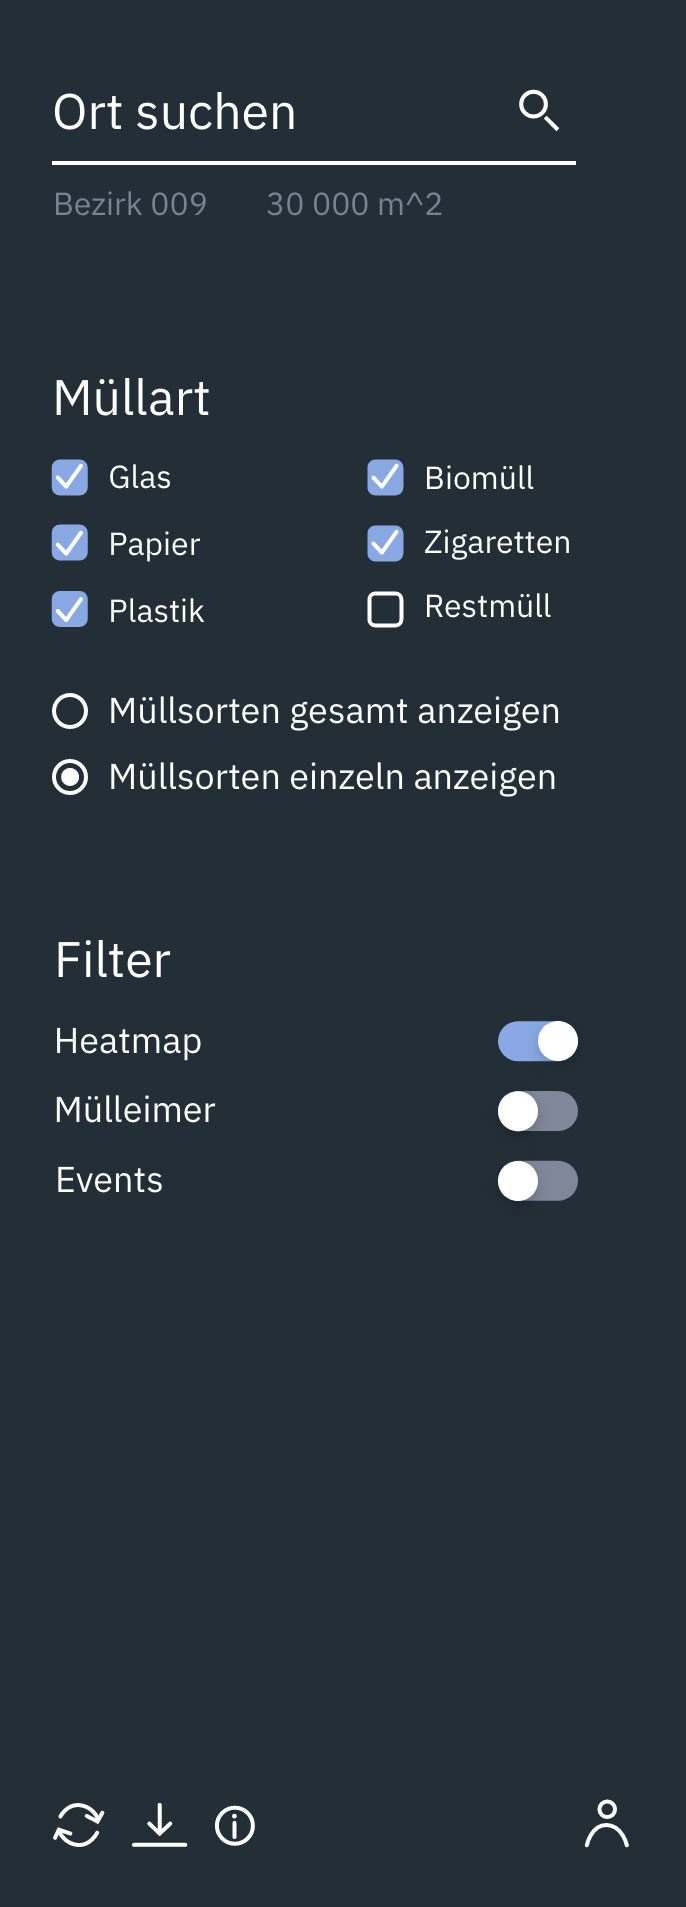 Ort suchen
Bezirk 009 30 000 m^2
Müllart
Glas
Papier
Plastik
Biomüll
Zigaretten
Restmüll
Müllsorten gesamt anzeigen
Müllsorten einzeln anzeigen
Filter
Heatmap
Mülleimer
Events